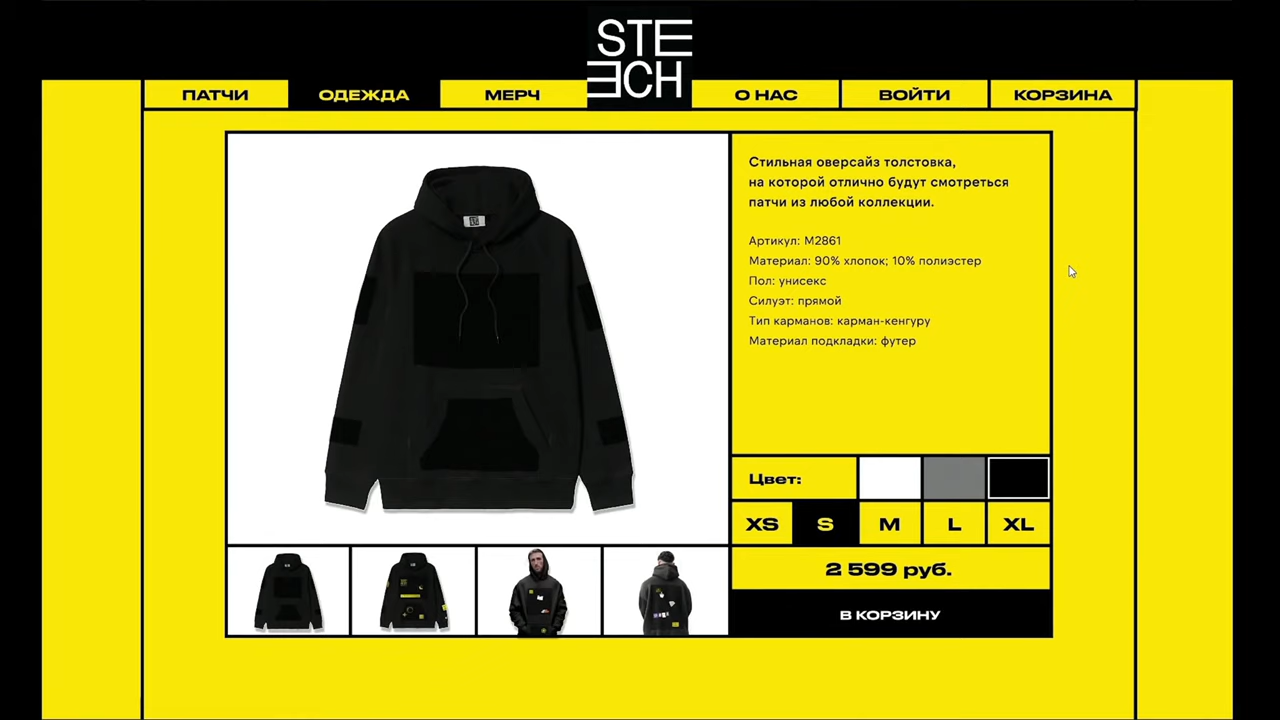 STE
ECH
ПАТЧИ
ОДЕЖДА
МЕРЧ
О НАС
ВОЙТИ
КОРЗИНА
Стильная оверсайз толстовка,
на которой отлично будут смотреться
патчи из любой коллекции.
Артикул: M2861
Материал: 90% хлопок; 10% полиэстер
Пол: унисекс
Силуэт: прямой
Тип карманов: карман-кенгуру
Материал подкладки: футер
Цвет:
XS
S
M
L
XL
2 599 руб.
В КОРЗИНУ